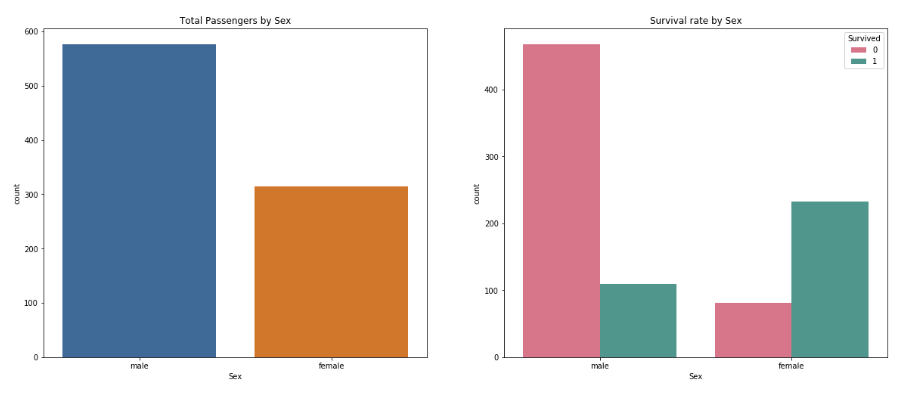 Total Passengers by Sex
600
500
400
300
200
100
0
count
male
female
Sex
Survival rate by Sex
Survived
0
1
400
300
200
100
0
count
male
female
Sex